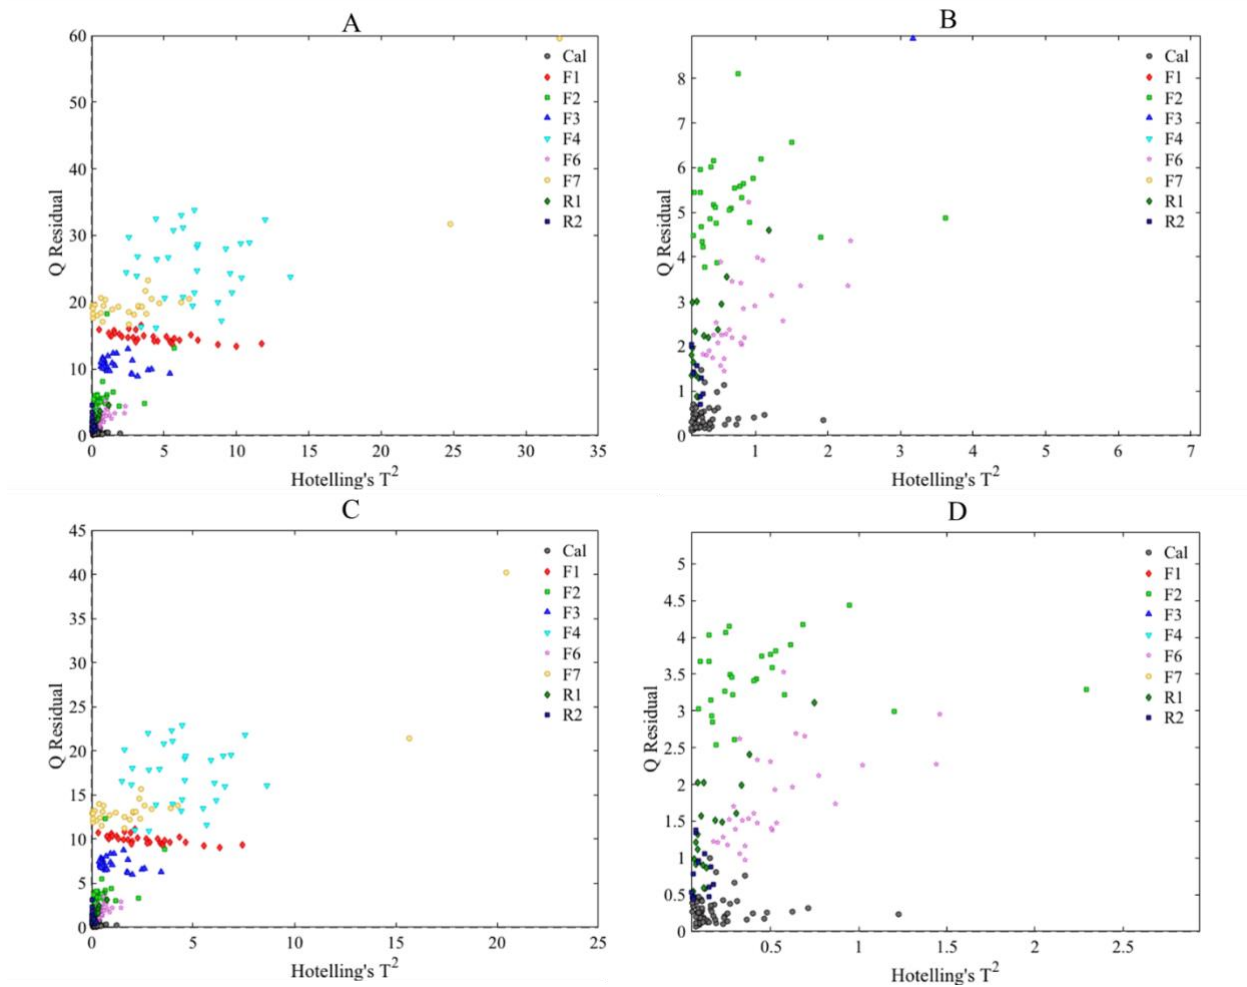 A
60
50
40
30
20
10
0
Q Residual
0 5 10 15 20 25 30 35
Hotelling's T²
Cal
F1
F2
F3
F4
F6
F7
R1
R2
B
8
7
6
5
4
3
2
1
0
Q Residual
1 2 3 4 5 6 7
Hotelling's T²
Cal
F1
F2
F3
F4
F6
F7
R1
R2
C
45
40
35
30
25
20
15
10
5
0
Q Residual
0 5 10 15 20 25
Hotelling's T²
Cal
F1
F2
F3
F4
F6
F7
R1
R2
D
5
4.5
4
3.5
3
2.5
2
1.5
1
0.5
0
Q Residual
0.5 1 1.5 2 2.5
Hotelling's T²
Cal
F1
F2
F3
F4
F6
F7
R1
R2